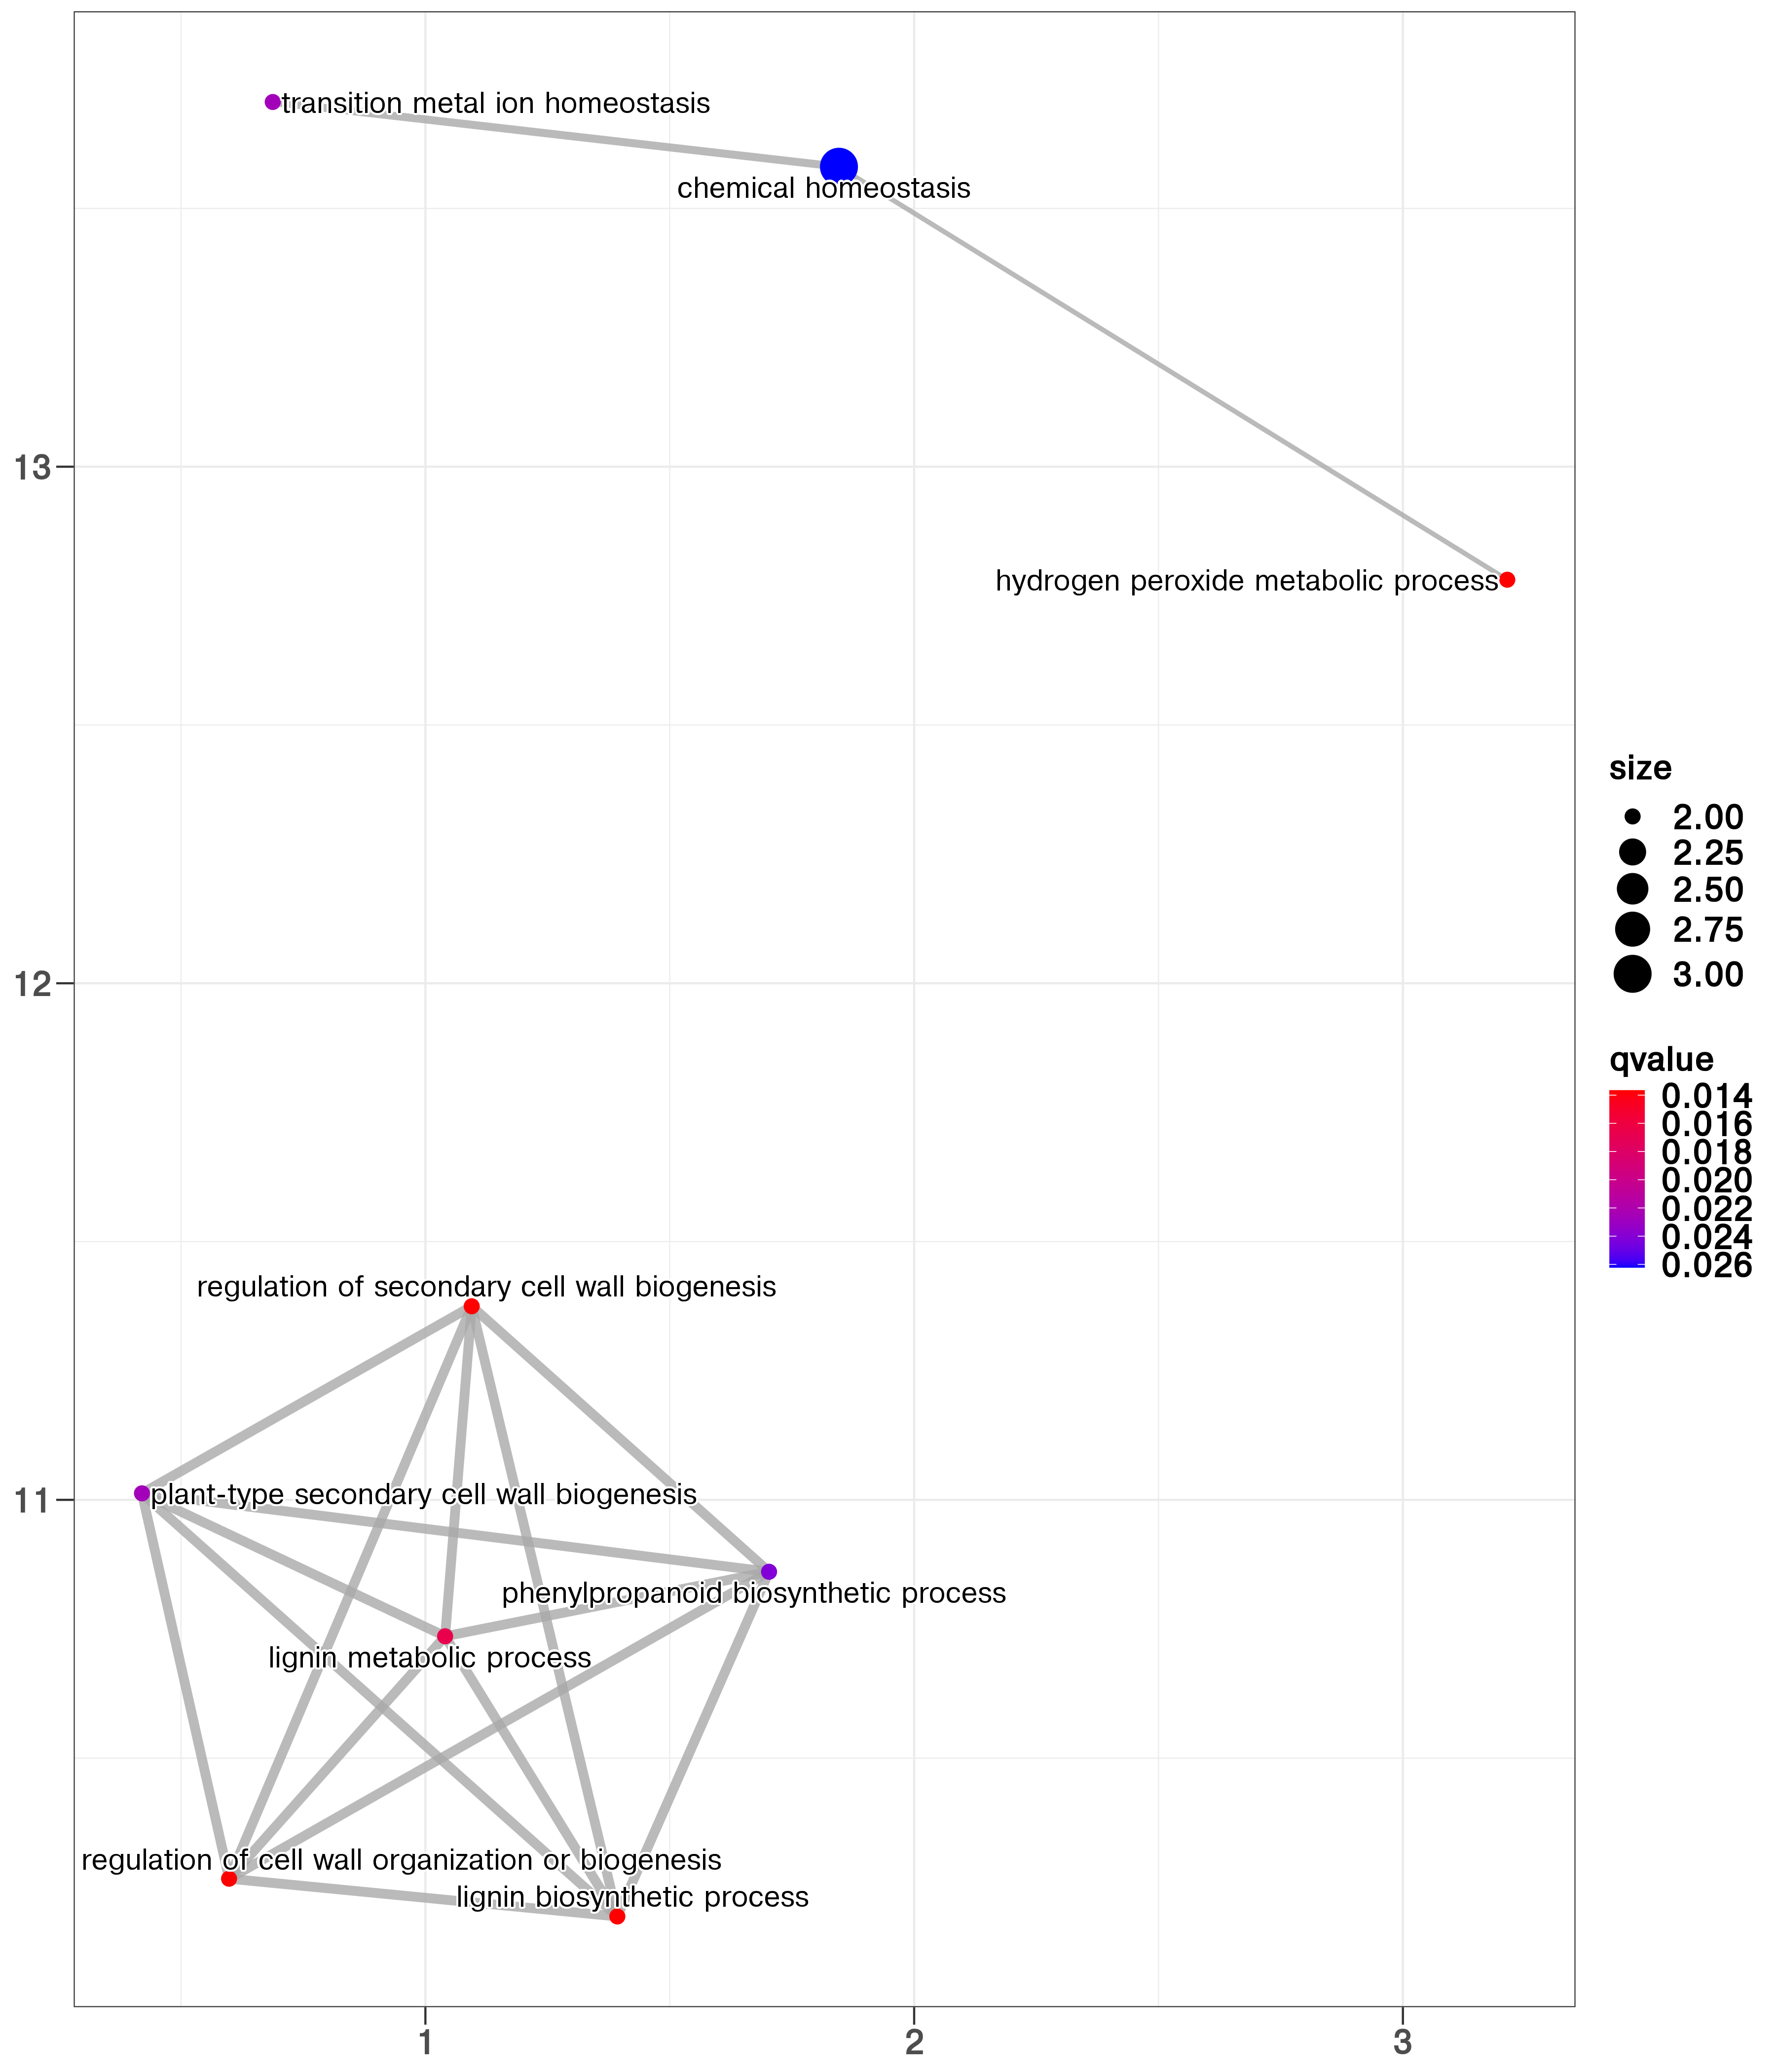 transition metal ion homeostasis
chemical homeostasis
13
hydrogen peroxide metabolic process
size
2.00
2.25
2.50
2.75
3.00
12
qvalue
0.014
0.016
0.018
0.020
0.022
0.024
0.026
regulation of secondary cell wall biogenesis
11
plant-type secondary cell wall biogenesis
phenylpropanoid biosynthetic process
lignin metabolic process
regulation of cell wall organization or biogenesis
lignin biosynthetic process
1
2
3